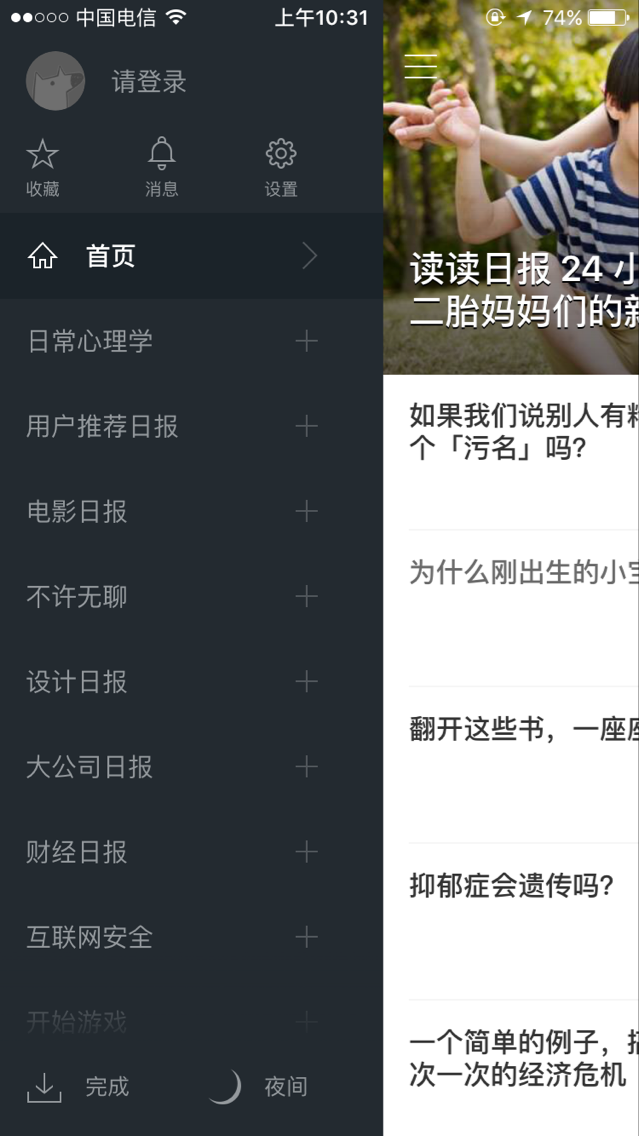 中国电信
上午10:31
74%
请登录
收藏
消息
设置
首页
日常心理学
用户推荐日报
电影日报
不许无聊
设计日报
大公司日报
财经日报
互联网安全
开始游戏
完成
夜间
读读日报 24 小
二胎妈妈们的新
如果我们说别人有
个「污名」吗?
为什么刚出生的小宝
翻开这些书，一座
抑郁症会遗传吗?
一个简单的例子，
次一次的经济危机